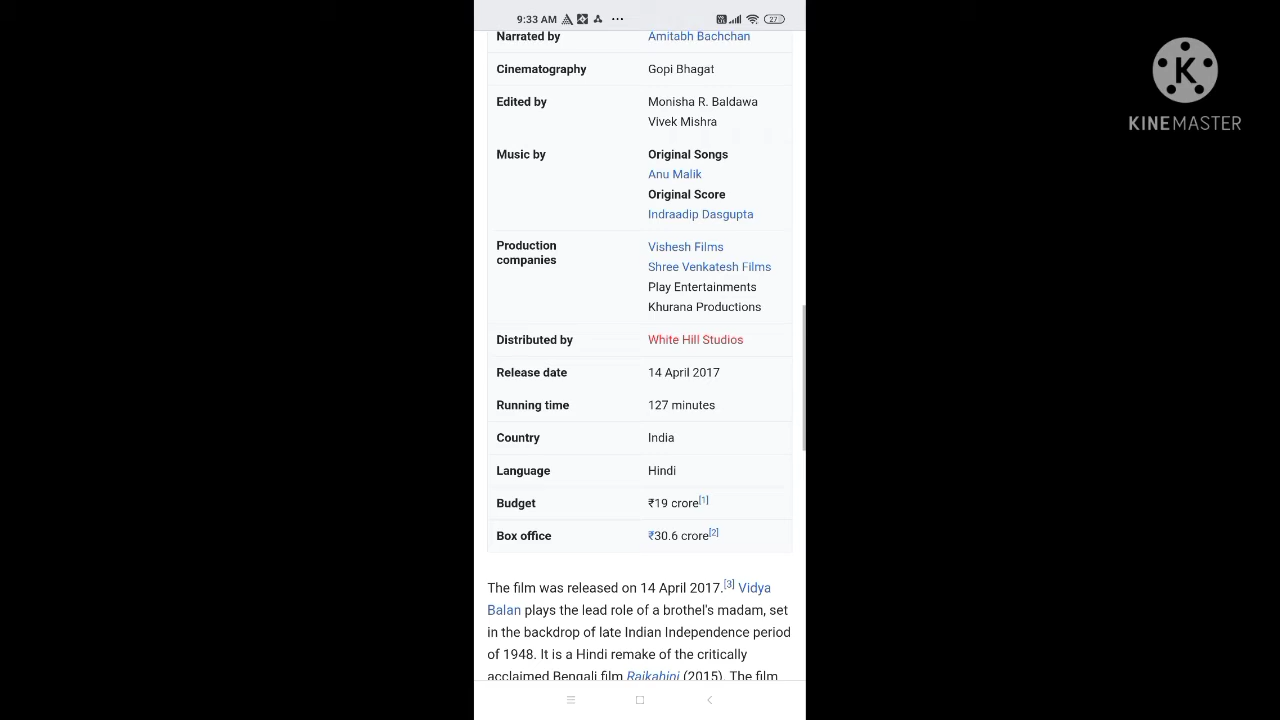 9:33 AM ...
27
Narrated by Amitabh Bachchan
Cinematography Gopi Bhagat
Edited by Monisha R. Baldawa
Vivek Mishra
Music by Original Songs
Anu Malik
Original Score
Indraadip Dasgupta
Production Vishesh Films
companies Shree Venkatesh Films
Play Entertainments
Khurana Productions
Distributed by White Hill Studios
Release date 14 April 2017
Running time 127 minutes
Country India
Language Hindi
Budget ₹19 crore[1]
Box office ₹30.6 crore[2]
The film was released on 14 April 2017.[3] Vidya
Balan plays the lead role of a brothel's madam, set
in the backdrop of late Indian Independence period
of 1948. It is a Hindi remake of the critically
acclaimed Bengali film Rajkahini (2015). The film
K
KINEMASTER